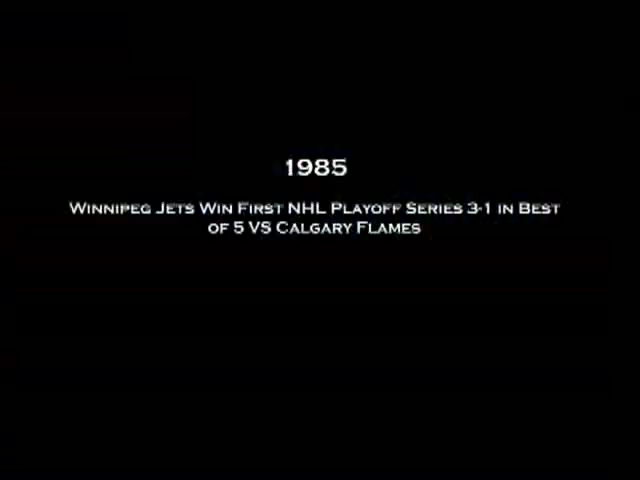 1985
Winnipeg Jets Win First NHL Playoff Series 3-1 in Best
of 5 VS Calgary Flames